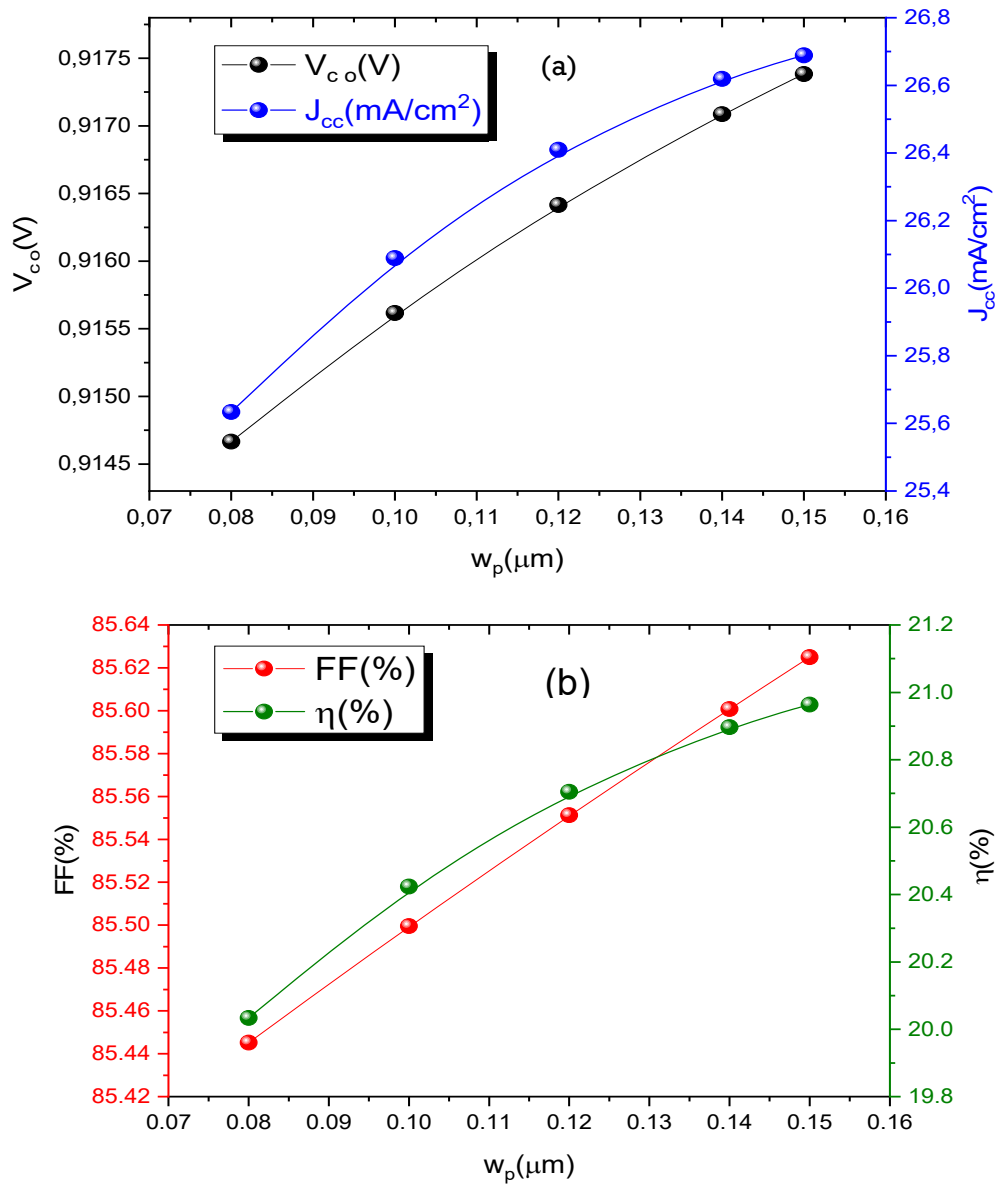 V_co(V)
J_cc(mA/cm²)
(a)
0,9175
0,9170
0,9165
0,9160
0,9155
0,9150
0,9145
V_co(V)
26,8
26,6
26,4
26,2
26,0
25,8
25,6
25,4
J_cc(mA/cm²)
0,07 0,08 0,09 0,10 0,11 0,12 0,13 0,14 0,15 0,16
w_p(μm)
FF(%)
η(%)
(b)
85.64
85.62
85.60
85.58
85.56
85.54
85.52
85.50
85.48
85.46
85.44
85.42
FF(%)
21.2
21.0
20.8
20.6
20.4
20.2
20.0
19.8
η(%)
0.07 0.08 0.09 0.10 0.11 0.12 0.13 0.14 0.15 0.16
w_p(μm)